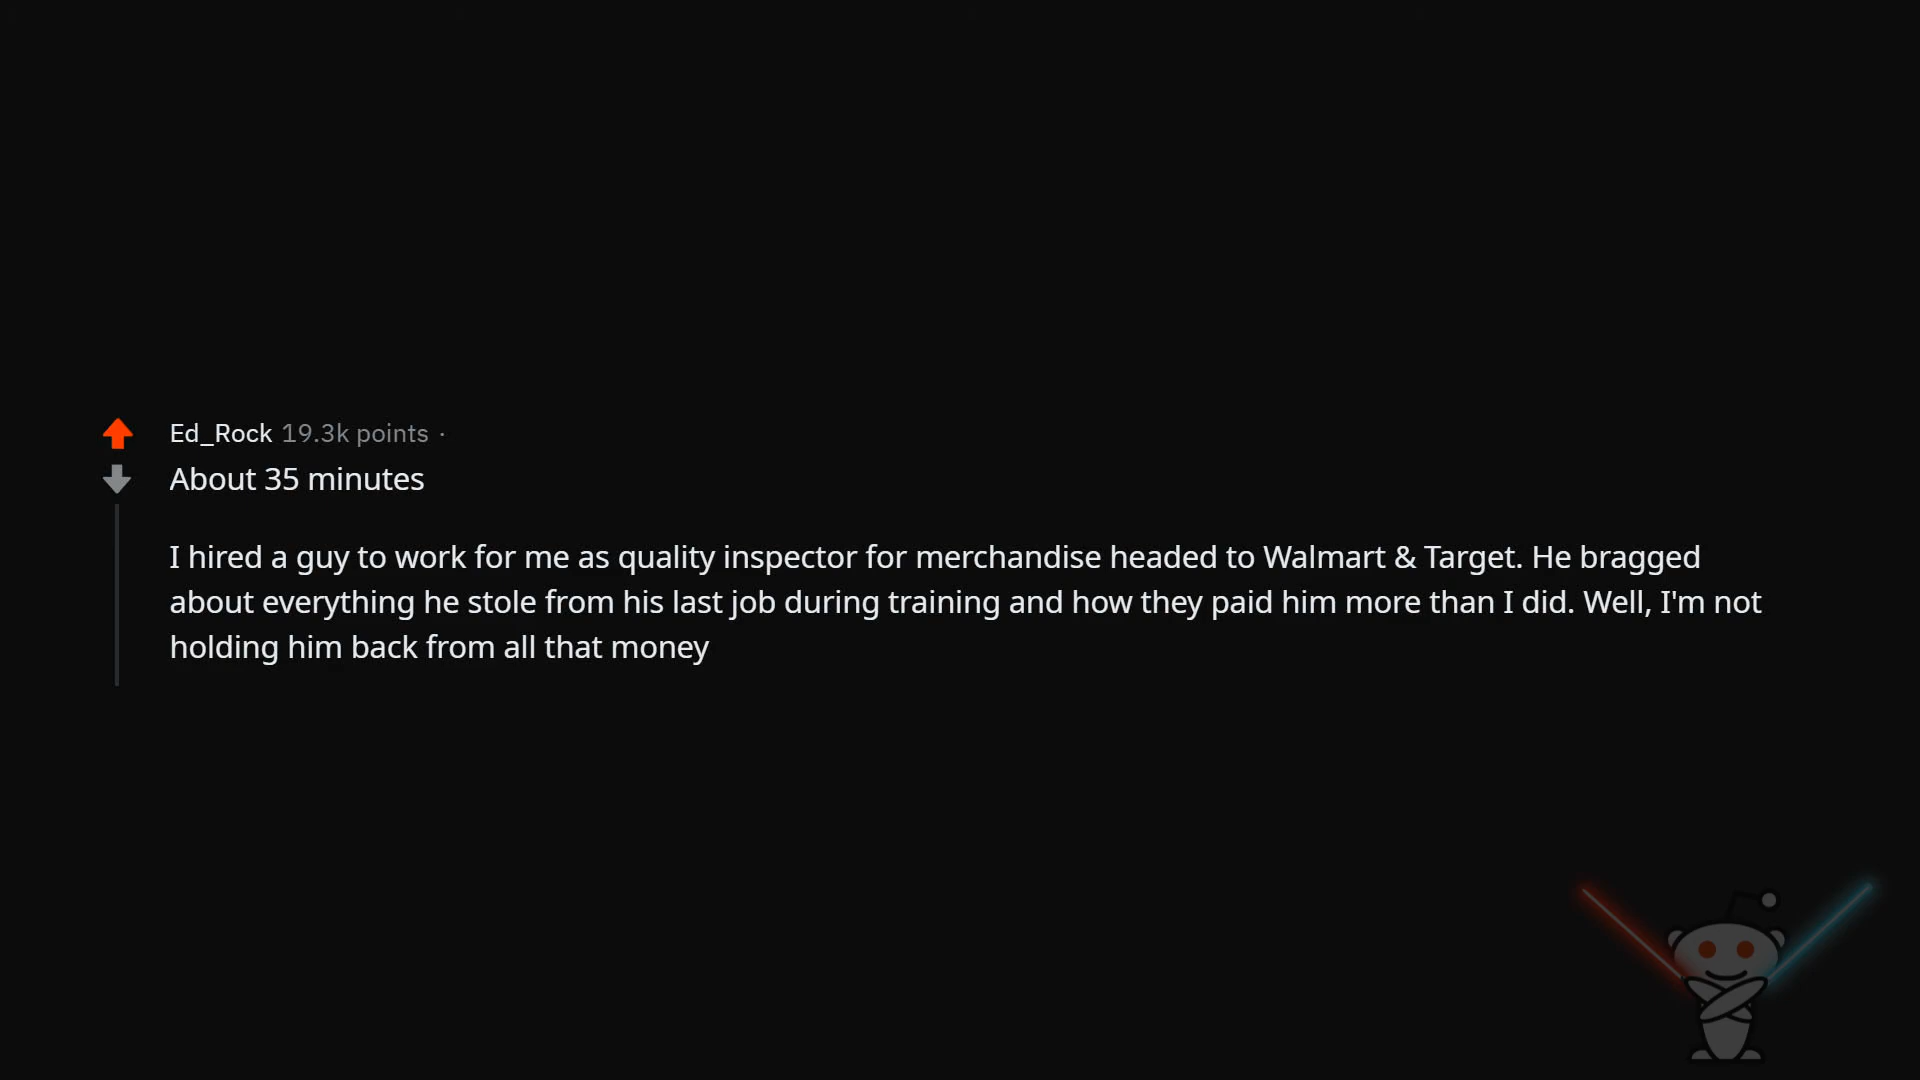 Ed_Rock 19.3k points ·
About 35 minutes
I hired a guy to work for me as quality inspector for merchandise headed to Walmart & Target. He bragged
about everything he stole from his last job during training and how they paid him more than I did. Well, I'm not
holding him back from all that money